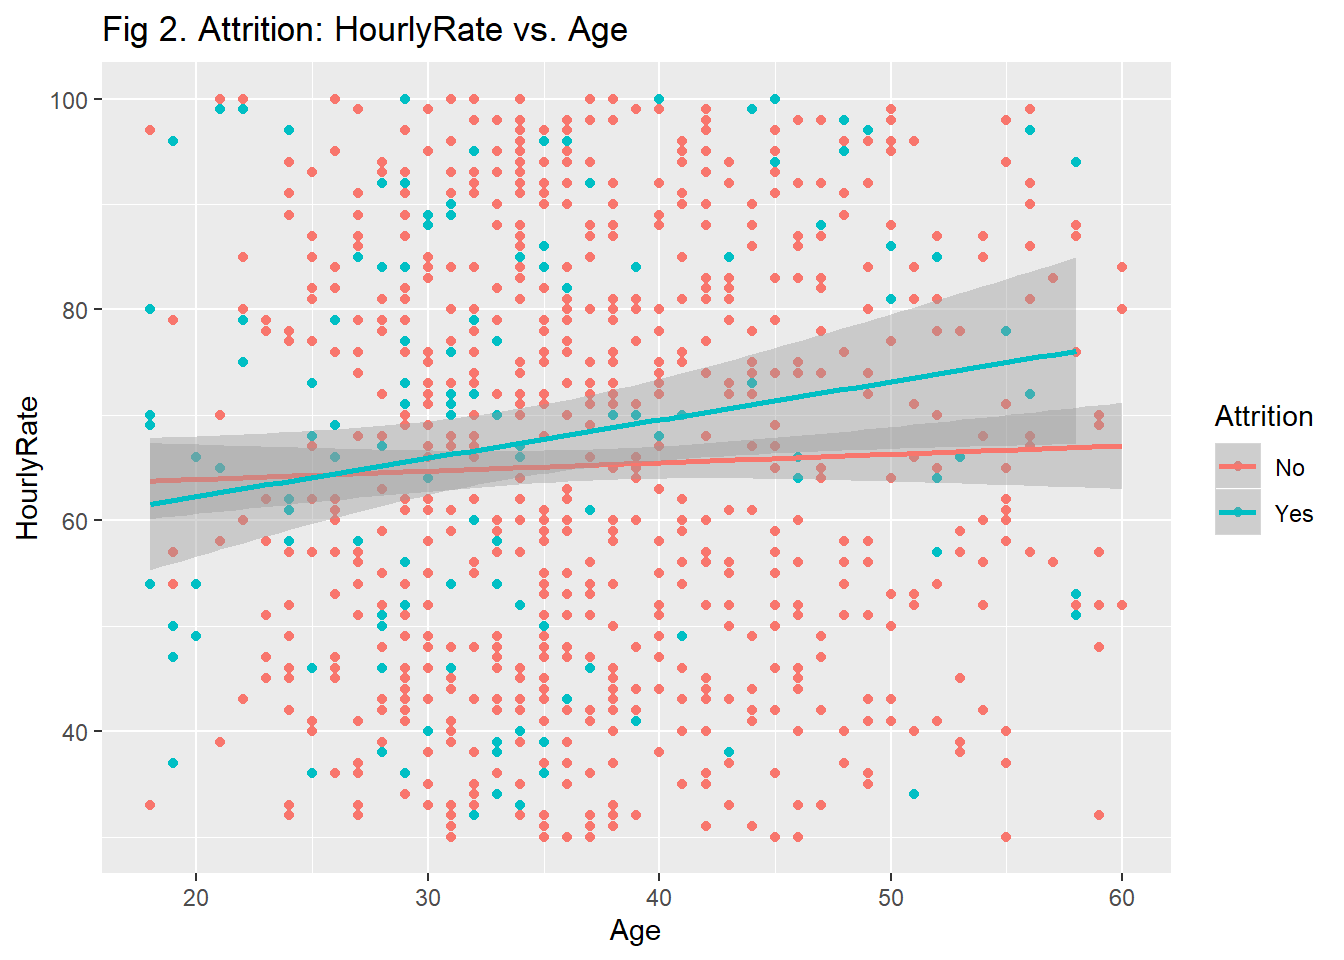 Fig 2. Attrition: HourlyRate vs. Age
100
80
60
40
HourlyRate
20 30 40 50 60
Age
Attrition
No
Yes